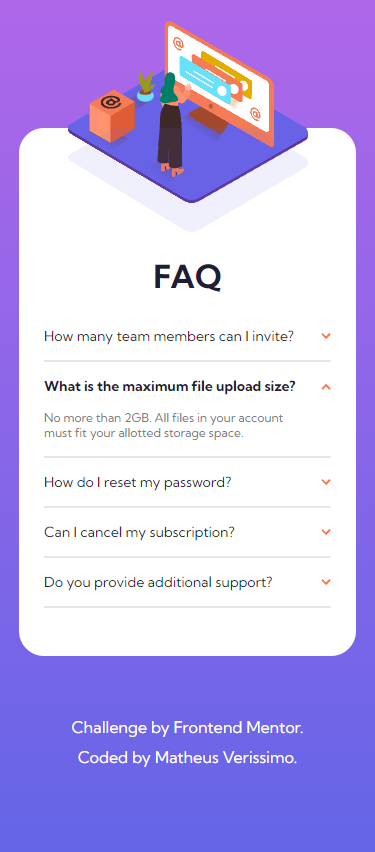 FAQ
How many team members can I invite?
What is the maximum file upload size?
No more than 2GB. All files in your account
must fit your allotted storage space.
How do I reset my password?
Can I cancel my subscription?
Do you provide additional support?
Challenge by Frontend Mentor.
Coded by Matheus Verissimo.